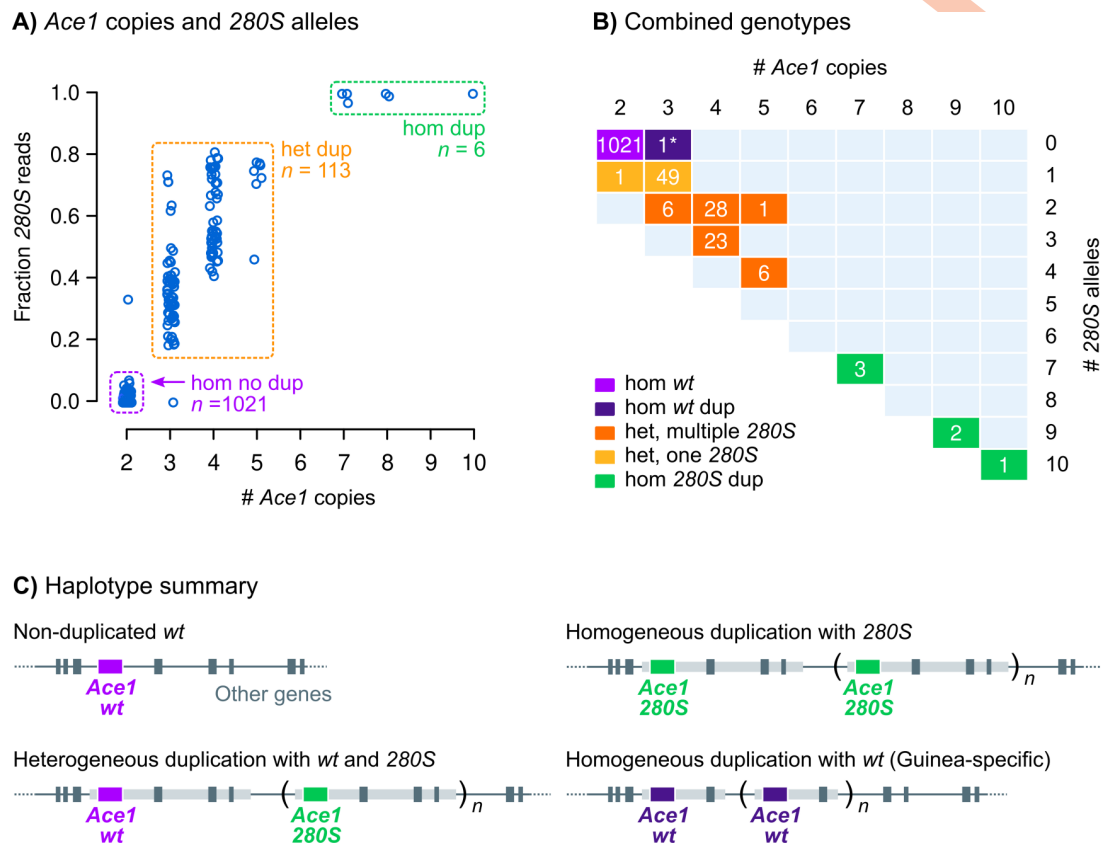 A) Ace1 copies and 280S alleles
Fraction 280S reads
1.0
0.8
0.6
0.4
0.2
0.0
hom dup
n = 6
het dup
n = 113
hom no dup
n =1021
2 3 4 5 6 7 8 9 10
# Ace1 copies
B) Combined genotypes
# Ace1 copies
2 3 4 5 6 7 8 9 10
1021 1* 0
1 49 1
6 28 1 2
23 3
6 4
5
6
3 7
8
2 9
1 10
# 280S alleles
hom wt
hom wt dup
het, multiple 280S
het, one 280S
hom 280S dup
C) Haplotype summary
Non-duplicated wt
Ace1
wt
Other genes
Homogeneous duplication with 280S
( )n
Ace1 Ace1
280S 280S
Heterogeneous duplication with wt and 280S
( )n
Ace1 Ace1
wt 280S
Homogeneous duplication with wt (Guinea-specific)
( )n
Ace1 Ace1
wt wt